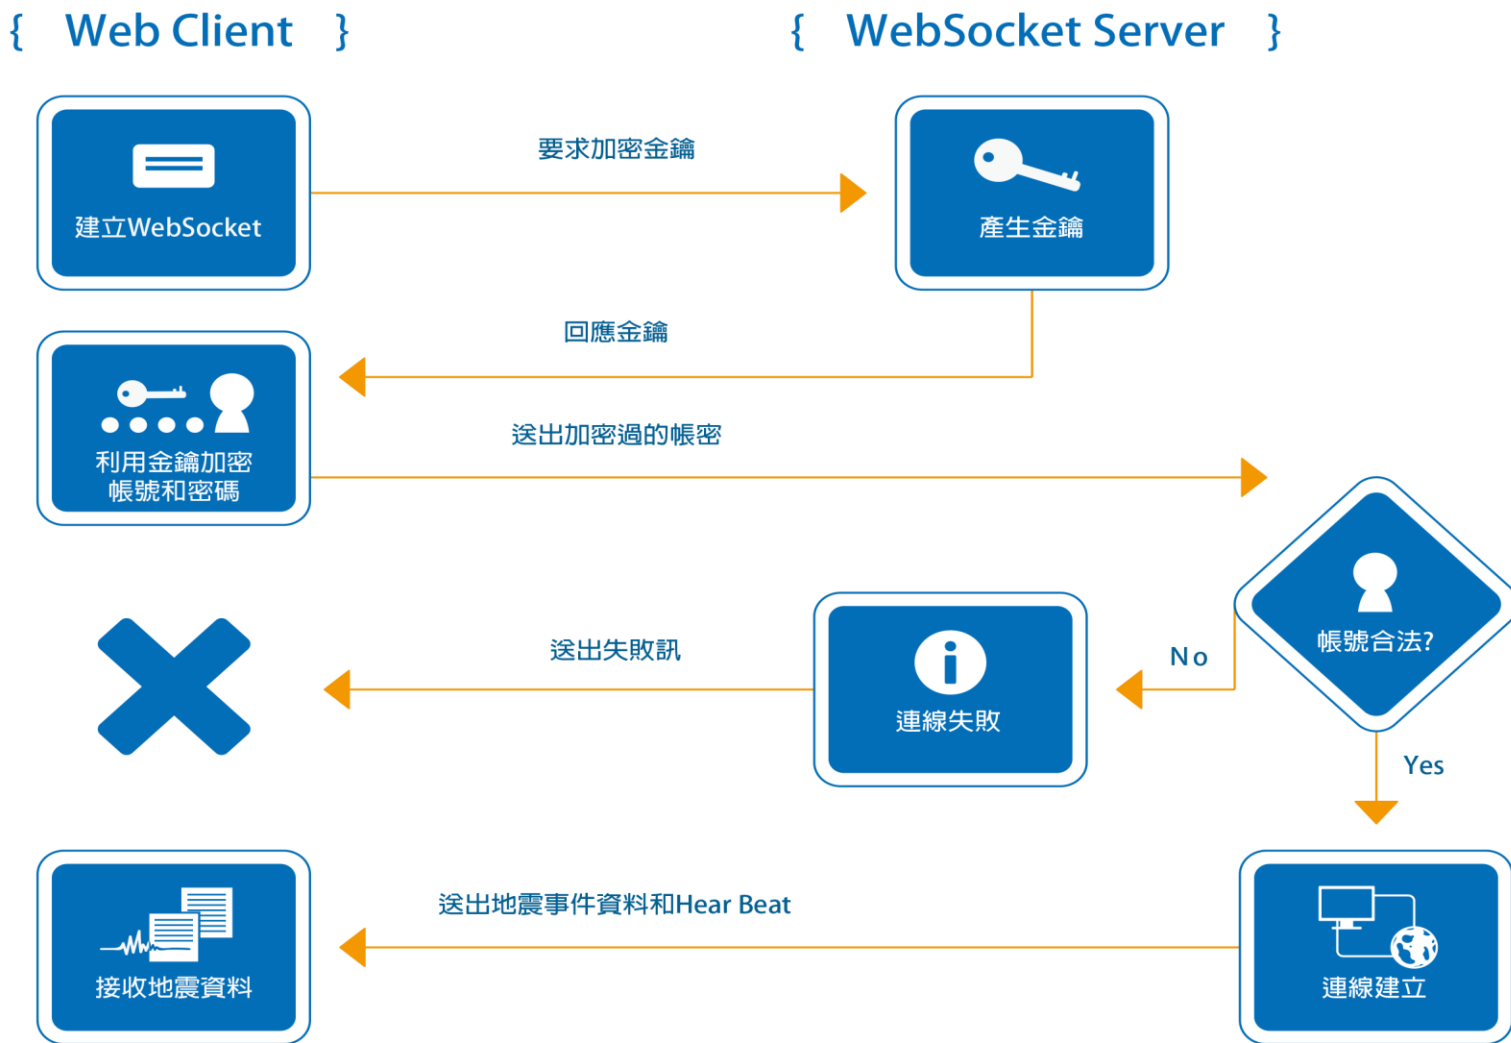 { Web Client }
{ WebSocket Server }
要求加密金鑰
建立WebSocket
產生金鑰
回應金鑰
送出加密過的帳密
利用金鑰加密
帳號和密碼
帳號合法?
送出失敗訊
No
連線失敗
Yes
送出地震事件資料和Hear Beat
接收地震資料
連線建立